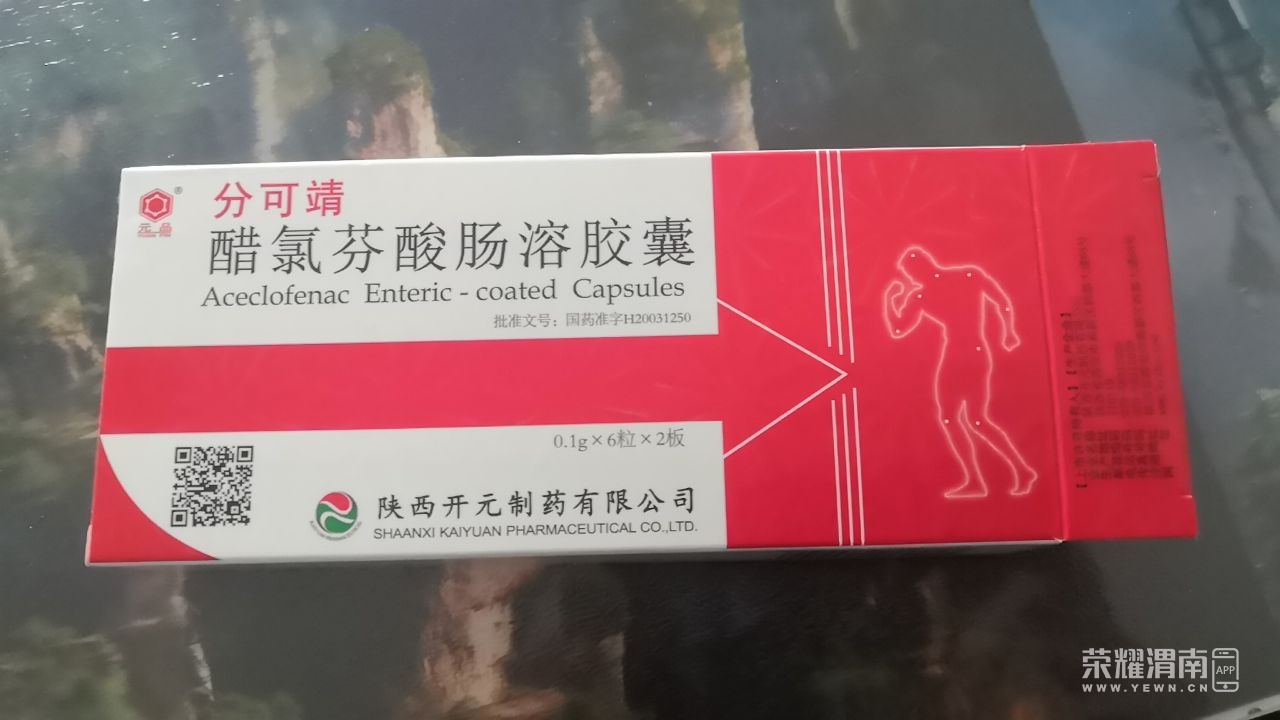 ®
元品
分可靖
醋氯芬酸肠溶胶囊
Aceclofenac Enteric-coated Capsules
批准文号：国药准字H20031250
0.1g×6粒×2板
陕西开元制药有限公司
SHAANXI KAIYUAN PHARMACEUTICAL CO.,LTD.
荣耀渭南
APP
WWW.YEWN.CN